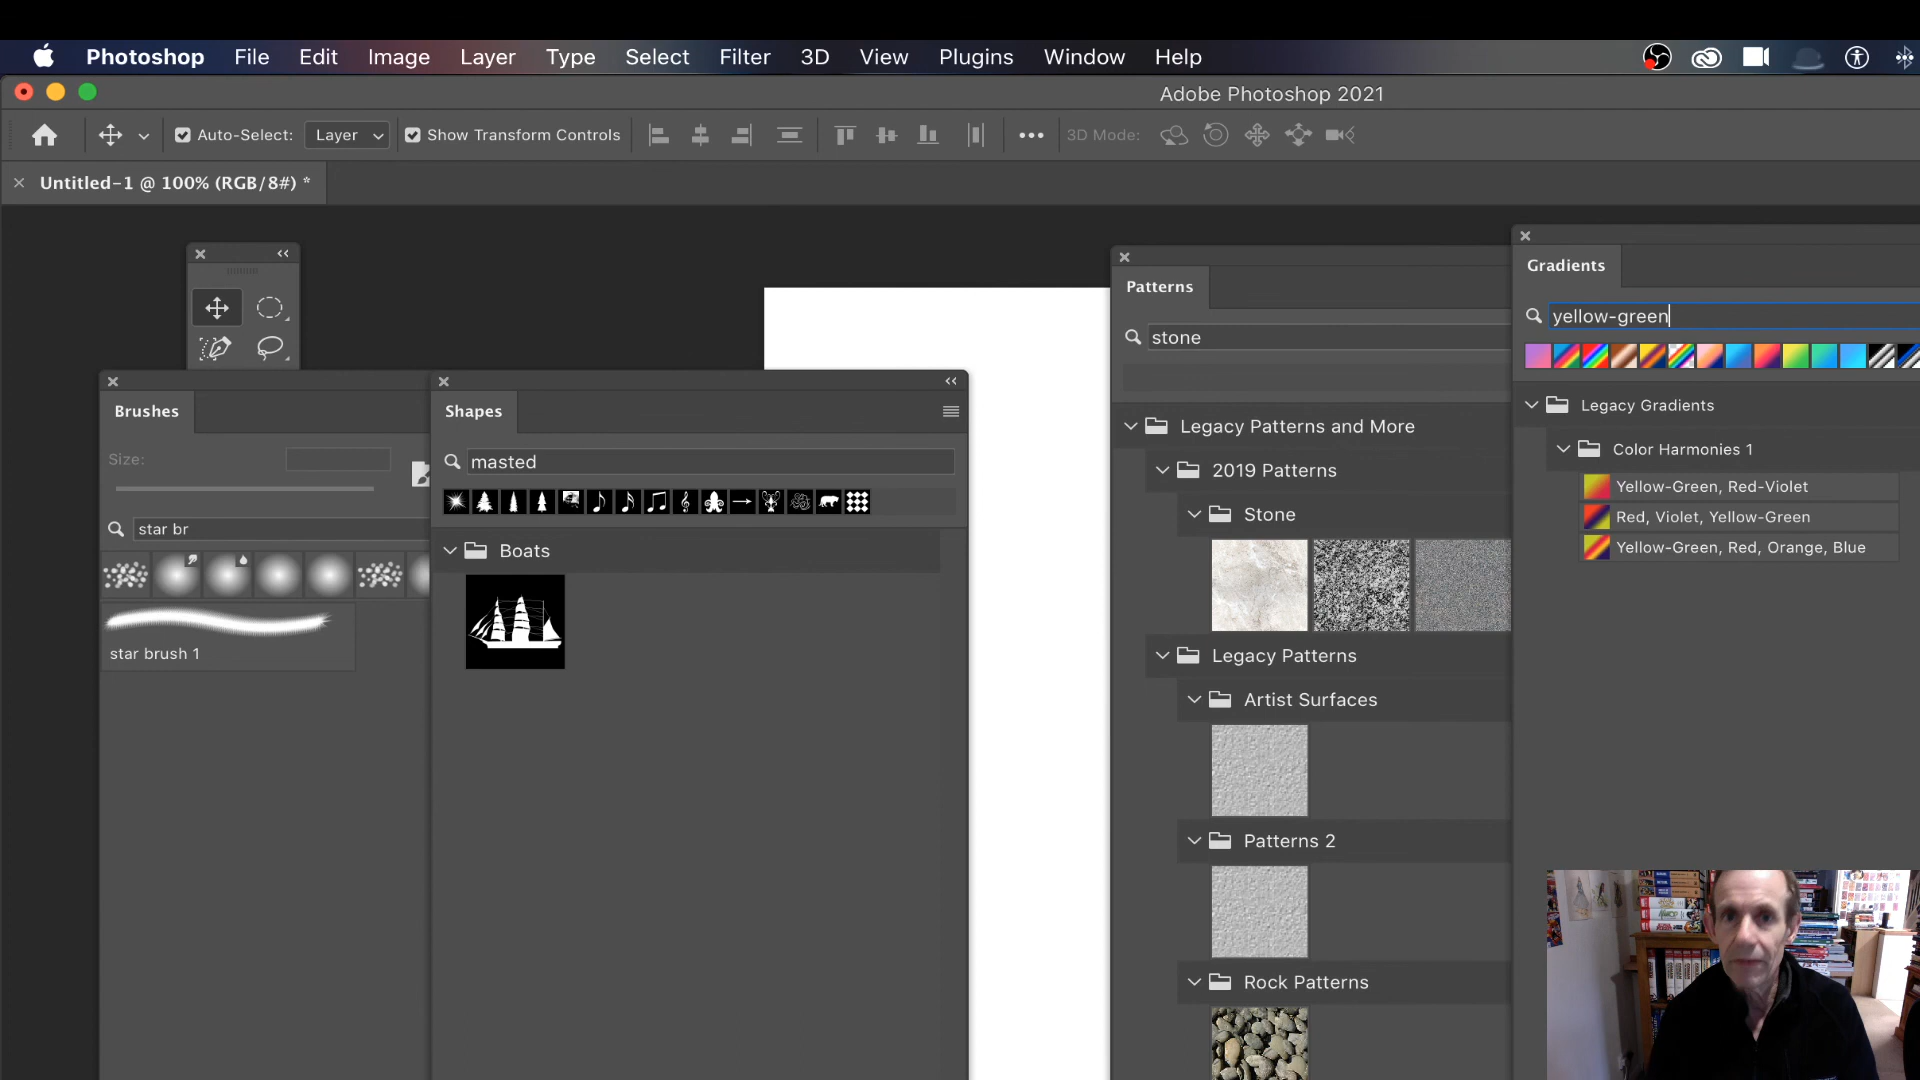 Photoshop File Edit Image Layer Type Select Filter 3D View Plugins Window Help
Adobe Photoshop 2021
Auto-Select: Layer Show Transform Controls 3D Mode:
Untitled-1 @ 100% (RGB/8#) *
Brushes
Size:
star br
star brush 1
Shapes
masted
Boats
Patterns
stone
Legacy Patterns and More
2019 Patterns
Stone
Legacy Patterns
Artist Surfaces
Patterns 2
Rock Patterns
Gradients
yellow-green
Legacy Gradients
Color Harmonies 1
Yellow-Green, Red-Violet
Red, Violet, Yellow-Green
Yellow-Green, Red, Orange, Blue